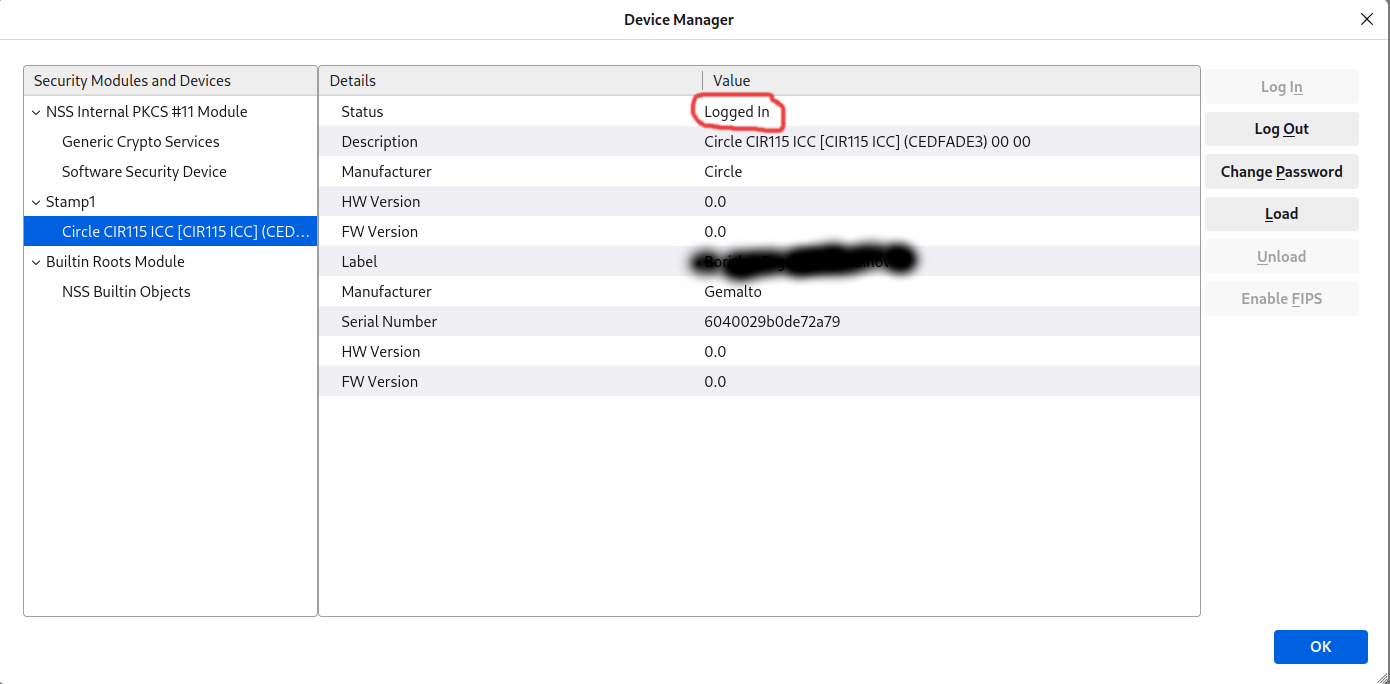 Device Manager
Security Modules and Devices
NSS Internal PKCS #11 Module
Generic Crypto Services
Software Security Device
Stamp1
Circle CIR115 ICC [CIR115 ICC] (CED...
Builtin Roots Module
NSS Builtin Objects
Details Value
Status Logged In
Description Circle CIR115 ICC [CIR115 ICC] (CEDFADE3) 00 00
Manufacturer Circle
HW Version 0.0
FW Version 0.0
Label
Manufacturer Gemalto
Serial Number 6040029b0de72a79
HW Version 0.0
FW Version 0.0
Log In
Log Out
Change Password
Load
Unload
Enable FIPS
OK